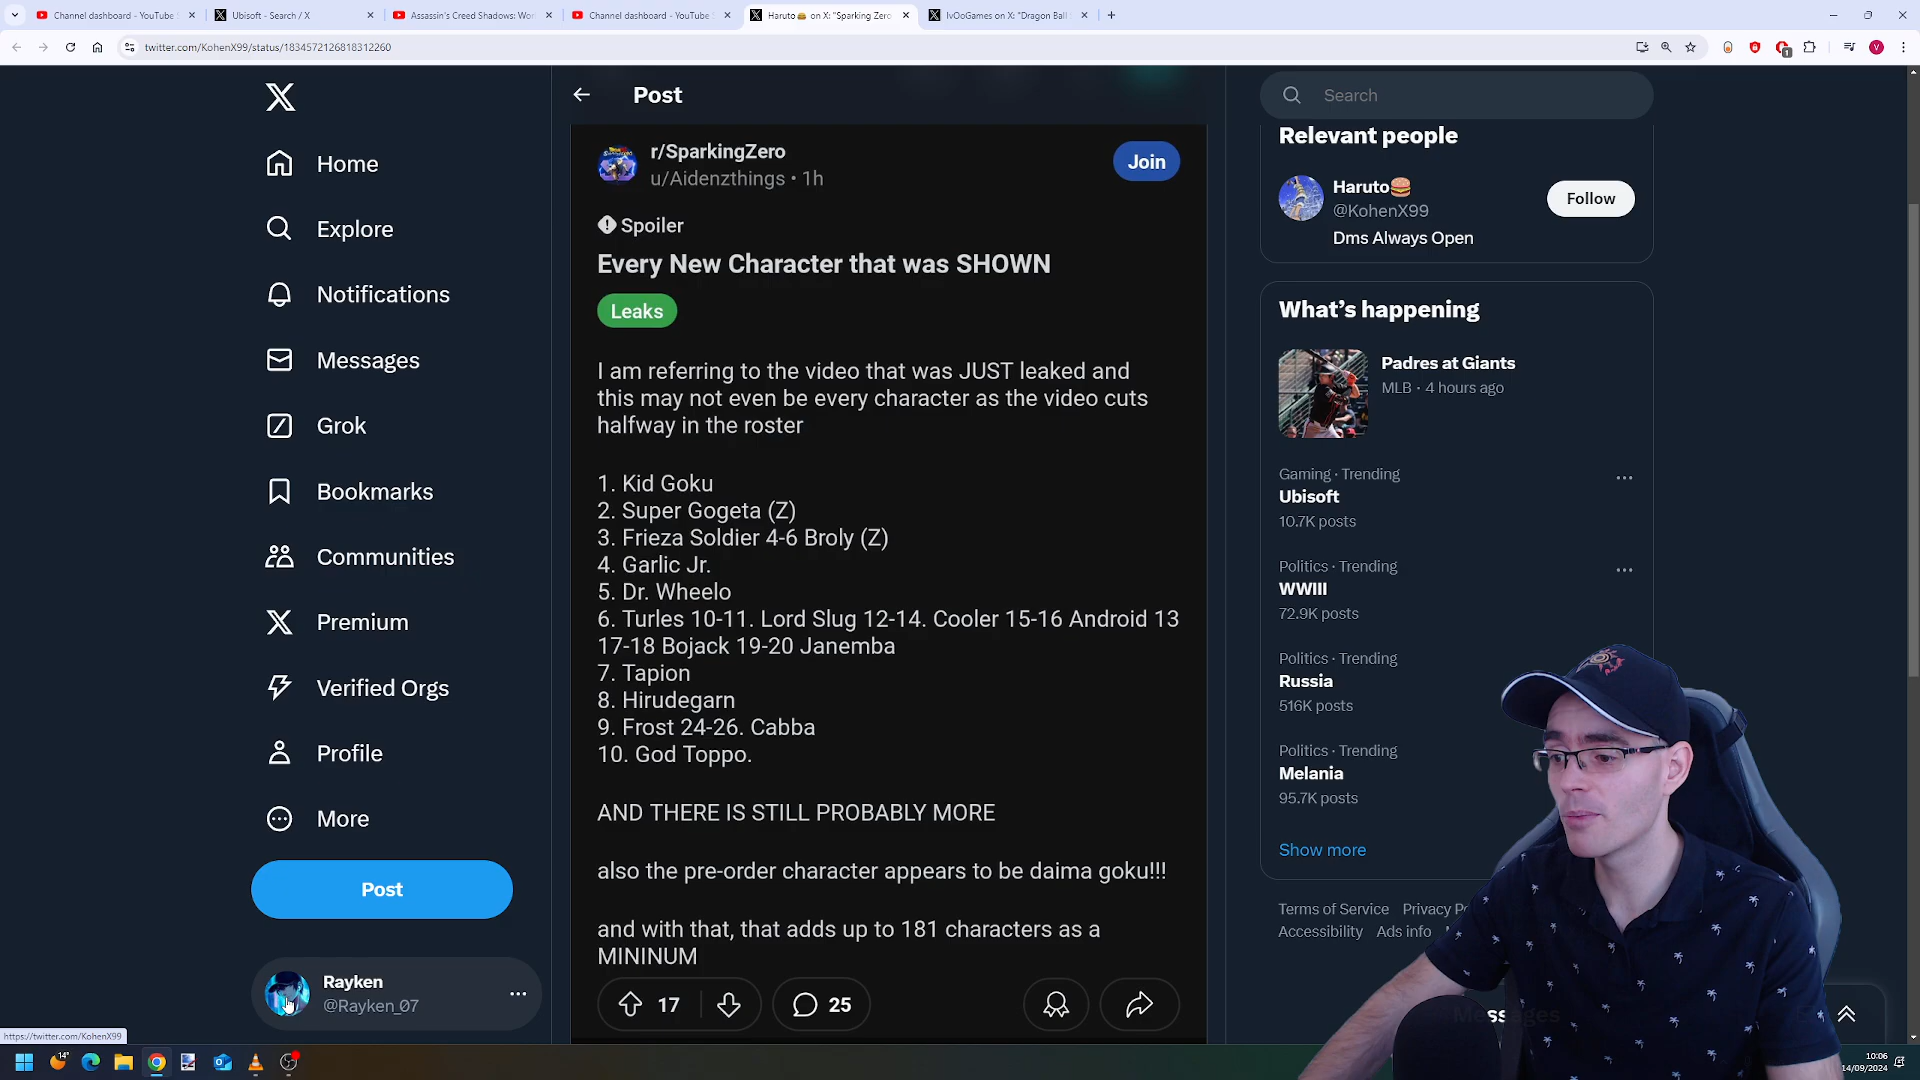 Channel dashboard - YouTube S
Ubisoft - Search / X
Assassin's Creed Shadows: Wor
Channel dashboard - YouTube S
Haruto🍔 on X: "Sparking Zero
IvOoGames on X: "Dragon Ball
twitter.com/KohenX99/status/1834572126818312260
Home
Explore
Notifications
Messages
Grok
Bookmarks
Communities
Premium
Verified Orgs
Profile
More
Post
Rayken
@Rayken_07
https://twitter.com/KohenX99
Post
r/SparkingZero
u/Aidenzthings • 1h
Join
Spoiler
Every New Character that was SHOWN
Leaks
I am referring to the video that was JUST leaked and
this may not even be every character as the video cuts
halfway in the roster
1. Kid Goku
2. Super Gogeta (Z)
3. Frieza Soldier 4-6 Broly (Z)
4. Garlic Jr.
5. Dr. Wheelo
6. Turles 10-11. Lord Slug 12-14. Cooler 15-16 Android 13
17-18 Bojack 19-20 Janemba
7. Tapion
8. Hirudegarn
9. Frost 24-26. Cabba
10. God Toppo.
AND THERE IS STILL PROBABLY MORE
also the pre-order character appears to be daima goku!!!
and with that, that adds up to 181 characters as a
MININUM
17
25
Search
Relevant people
Haruto🍔
@KohenX99
Follow
Dms Always Open
What's happening
Padres at Giants
MLB · 4 hours ago
Gaming · Trending
Ubisoft
10.7K posts
Politics · Trending
WWIII
72.9K posts
Politics · Trending
Russia
516K posts
Politics · Trending
Melania
95.7K posts
Show more
Terms of Service Privacy Po
Accessibility Ads info
Messages
14°
10:06
14/09/2024